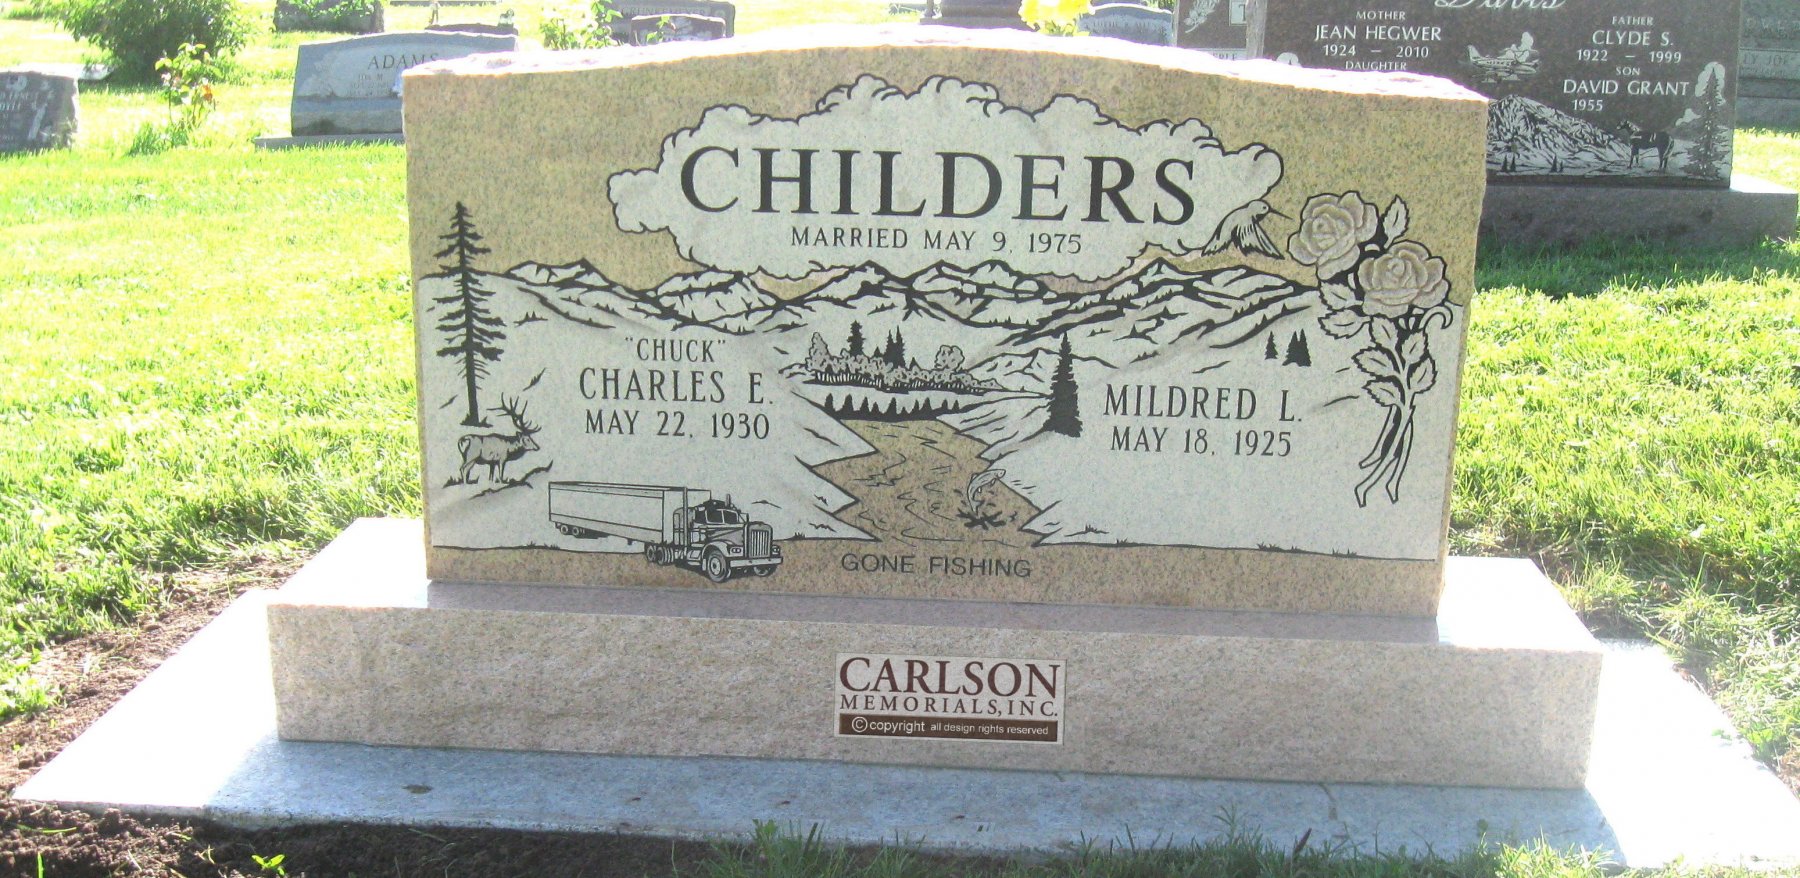 CHILDERS
MARRIED MAY 9, 1975
"CHUCK"
CHARLES E.
MAY 22, 1930
MILDRED L.
MAY 18, 1925
GONE FISHING
CARLSON
MEMORIALS, INC.
© copyright all design rights reserved
ADAMS
Davis
MOTHER
JEAN HEGWER
1924 — 2010
DAUGHTER
FATHER
CLYDE S.
1922 — 1999
SON
DAVID GRANT
1955